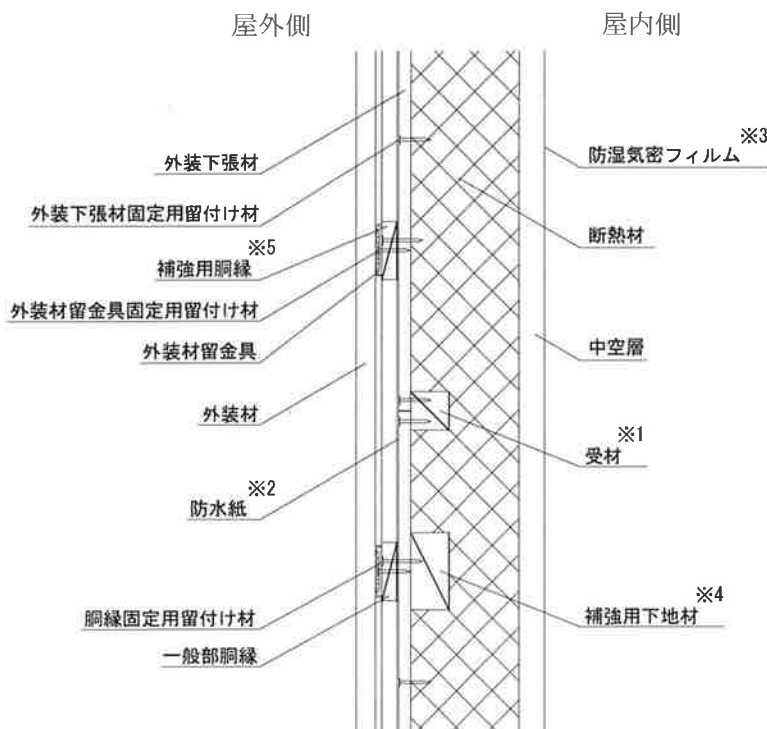 屋外側
屋内側
外装下張材
外装下張材固定用留付け材
補強用胴縁※5
外装材留金具固定用留付け材
外装材留金具
外装材
防水紙※2
胴縁固定用留付け材
一般部胴縁
防湿気密フィルム※3
断熱材
中空層
受材※1
補強用下地材※4